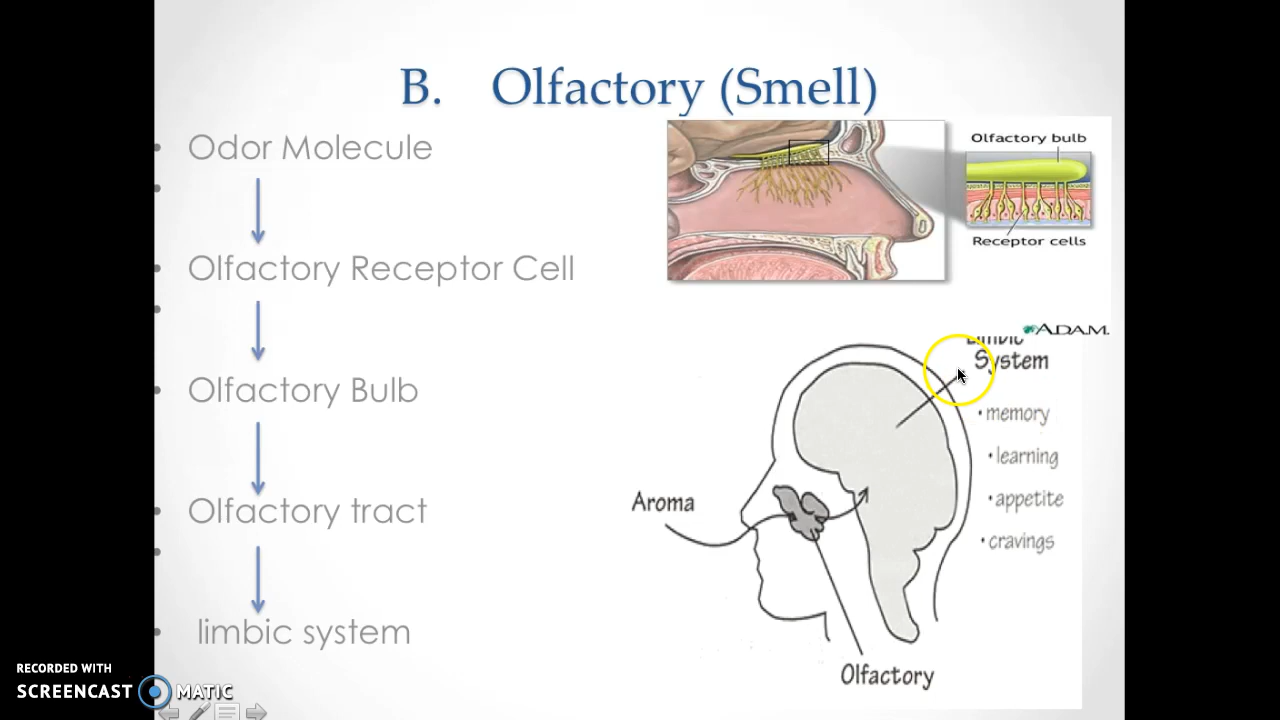 B. Olfactory (Smell)
Odor Molecule
Olfactory Receptor Cell
Olfactory Bulb
Olfactory tract
limbic system
Olfactory bulb
Receptor cells
A.D.A.M.
Limbic
System
• memory
• learning
• appetite
• cravings
Aroma
Olfactory
RECORDED WITH
SCREENCAST MATIC